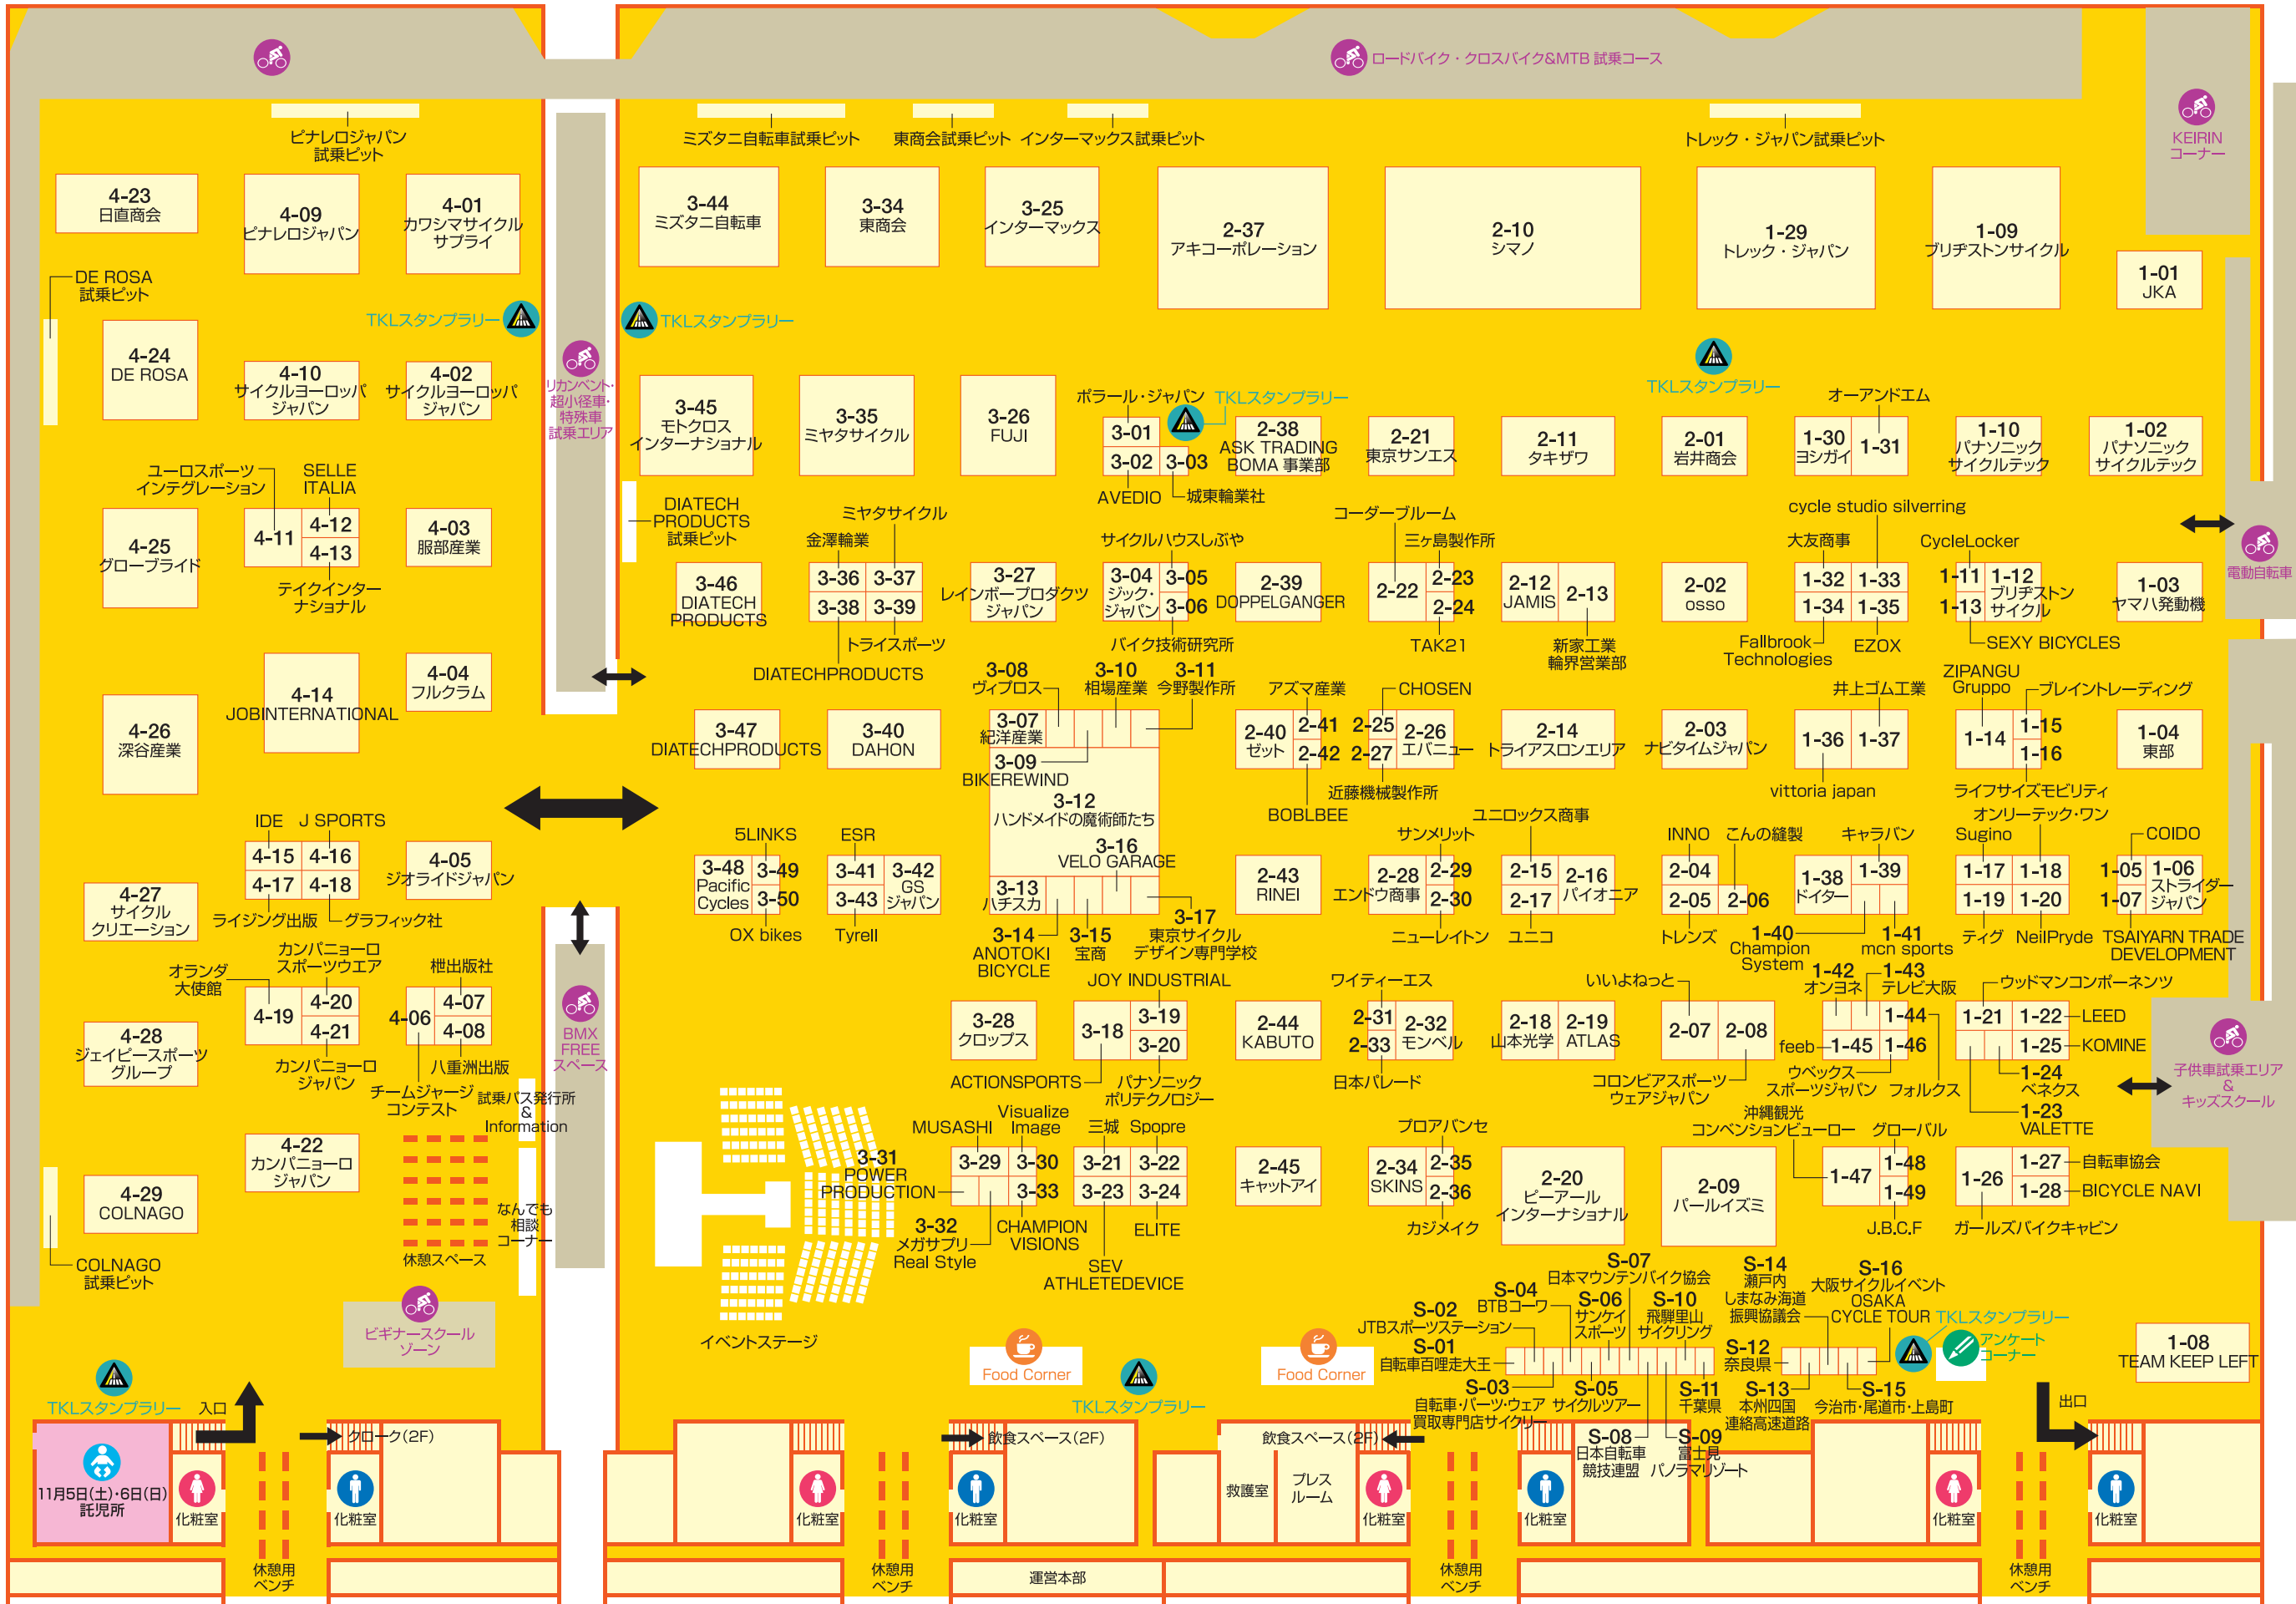 ロードバイク・クロスバイク&MTB 試乗コース
KEIRIN
コーナー
ピナレロジャパン
試乗ピット
ミズタニ自転車試乗ピット
東商会試乗ピット
インターマックス試乗ピット
トレック・ジャパン試乗ピット
4-23
日直商会
4-09
ピナレロジャパン
4-01
カワシマサイクル
サプライ
3-44
ミズタニ自転車
3-34
東商会
3-25
インターマックス
2-37
アキコーポレーション
2-10
シマノ
1-29
トレック・ジャパン
1-09
ブリヂストンサイクル
1-01
JKA
DE ROSA
試乗ピット
TKLスタンプラリー
TKLスタンプラリー
TKLスタンプラリー
TKLスタンプラリー
4-24
DE ROSA
4-10
サイクルヨーロッパ
ジャパン
4-02
サイクルヨーロッパ
ジャパン
リカンベント・
超小径車・
特殊車
試乗エリア
3-45
モトクロス
インターナショナル
3-35
ミヤタサイクル
3-26
FUJI
ポラール・ジャパン
3-01
3-02
3-03
AVEDIO
城東輪業社
2-38
ASK TRADING
BOMA 事業部
2-21
東京サンエス
2-11
タキザワ
2-01
岩井商会
オーアンドエム
1-30
ヨシガイ
1-31
1-10
パナソニック
サイクルテック
1-02
パナソニック
サイクルテック
ユーロスポーツ
インテグレーション
SELLE
ITALIA
4-25
グローブライド
4-11
4-12
4-13
テイクインター
ナショナル
4-03
服部産業
DIATECH
PRODUCTS
試乗ピット
3-46
DIATECH
PRODUCTS
金澤輪業
ミヤタサイクル
3-36
3-37
3-38
3-39
トライスポーツ
DIATECHPRODUCTS
3-27
レインボープロダクツ
ジャパン
サイクルハウスしぶや
3-04
ジック・
ジャパン
3-05
3-06
バイク技術研究所
2-39
DOPPELGANGER
コーダーブルーム
三ヶ島製作所
2-22
2-23
2-24
TAK21
2-12
JAMIS
2-13
新家工業
輪界営業部
2-02
osso
cycle studio silverring
大友商事
1-32
1-33
1-34
1-35
Fallbrook
Technologies
EZOX
CycleLocker
1-11
1-12
ブリヂストン
サイクル
1-13
SEXY BICYCLES
1-03
ヤマハ発動機
電動自転車
4-26
深谷産業
4-14
JOBINTERNATIONAL
4-04
フルクラム
3-47
DIATECHPRODUCTS
3-40
DAHON
3-08
ヴィプロス
3-10
相場産業
3-11
今野製作所
3-07
紀洋産業
3-09
BIKEREWIND
3-12
ハンドメイドの魔術師たち
3-16
VELO GARAGE
3-13
ハチスカ
3-14
ANOTOKI
BICYCLE
3-15
宝商
3-17
東京サイクル
デザイン専門学校
アズマ産業
2-40
ゼット
2-41
2-42
BOBLBEE
CHOSEN
2-25
2-26
エバニュー
2-27
近藤機械製作所
2-14
トライアスロンエリア
2-03
ナビタイムジャパン
井上ゴム工業
1-36
1-37
vittoria japan
ZIPANGU
Gruppo
ブレイントレーディング
1-14
1-15
1-16
ライフサイズモビリティ
1-04
東部
IDE
J SPORTS
4-15
4-16
4-17
4-18
ライジング出版
グラフィック社
4-27
サイクル
クリエーション
4-05
ジオライドジャパン
5LINKS
3-48
Pacific
Cycles
3-49
3-50
OX bikes
ESR
3-41
3-42
GS
ジャパン
3-43
Tyrell
2-43
RINEI
サンメリット
2-28
エンドウ商事
2-29
2-30
ニューレイトン
ユニロックス商事
2-15
2-16
パイオニア
2-17
ユニコ
INNO
こんの縫製
2-04
2-05
2-06
トレンズ
キャラバン
1-38
ドイター
1-39
1-40
Champion
System
1-41
mcn sports
オンリーテック・ワン
Sugino
1-17
1-18
1-19
1-20
ティグ
NeilPryde
COIDO
1-05
1-06
ストライダー
ジャパン
1-07
TSAIYARN TRADE
DEVELOPMENT
オランダ
大使館
カンパニョーロ
スポーツウエア
4-19
4-20
4-21
カンパニョーロ
ジャパン
枻出版社
4-06
4-07
4-08
八重洲出版
チームジャージ
コンテスト
4-28
ジェイピースポーツ
グループ
BMX
FREE
スペース
3-28
クロップス
JOY INDUSTRIAL
3-18
3-19
3-20
ACTIONSPORTS
パナソニック
ポリテクノロジー
2-44
KABUTO
ワイティーエス
2-31
2-32
モンベル
2-33
日本パレード
2-18
山本光学
2-19
ATLAS
いいよねっと
2-07
2-08
コロンビアスポーツ
ウェアジャパン
1-42
オンヨネ
1-43
テレビ大阪
1-44
feeb
1-45
1-46
ウベックス
スポーツジャパン
フォルクス
ウッドマンコンポーネンツ
1-21
1-22
LEED
1-25
KOMINE
1-24
ベネクス
1-23
VALETTE
子供車試乗エリア
&
キッズスクール
試乗パス発行所
&
Information
4-22
カンパニョーロ
ジャパン
4-29
COLNAGO
COLNAGO
試乗ピット
休憩スペース
なんでも
相談
コーナー
ビギナースクール
ゾーン
イベントステージ
MUSASHI
Visualize
Image
3-29
3-30
3-31
POWER
PRODUCTION
3-33
3-32
メガサプリ
Real Style
CHAMPION
VISIONS
三城
Spopre
3-21
3-22
3-23
3-24
ELITE
SEV
ATHLETEDEVICE
2-45
キャットアイ
プロアバンセ
2-34
SKINS
2-35
2-36
カジメイク
2-20
ピーアール
インターナショナル
2-09
パールイズミ
沖縄観光
コンベンションビューロー
グローバル
1-47
1-48
1-49
J.B.C.F
1-26
1-27
自転車協会
1-28
BICYCLE NAVI
ガールズバイクキャビン
S-07
日本マウンテンバイク協会
S-04
BTBコーワ
S-06
サンケイ
スポーツ
S-10
飛騨里山
サイクリング
S-02
JTBスポーツステーション
S-01
自転車百哩走大王
S-14
瀬戸内
しまなみ海道
振興協議会
S-16
大阪サイクルイベント
OSAKA
CYCLE TOUR
S-12
奈良県
TKLスタンプラリー
アンケート
コーナー
1-08
TEAM KEEP LEFT
S-03
自転車・パーツ・ウェア
買取専門店サイクリー
S-05
サイクルツアー
S-11
千葉県
S-13
本州四国
連絡高速道路
S-15
今治市・尾道市・上島町
S-08
日本自転車
競技連盟
S-09
富士見
パノラマリゾート
Food Corner
Food Corner
TKLスタンプラリー
TKLスタンプラリー
入口
出口
クローク(2F)
飲食スペース(2F)
飲食スペース(2F)
11月5日(土)・6日(日)
託児所
化粧室
化粧室
化粧室
化粧室
救護室
プレス
ルーム
化粧室
化粧室
化粧室
化粧室
休憩用
ベンチ
休憩用
ベンチ
運営本部
休憩用
ベンチ
休憩用
ベンチ